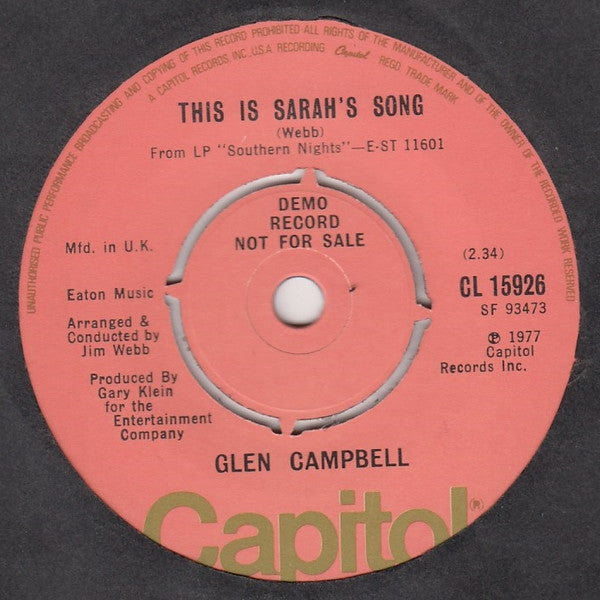 UNAUTHORISED PUBLIC PERFORMANCE BROADCASTING AND COPYING OF THIS RECORD PROHIBITED ALL RIGHTS OF THE MANUFACTURER AND OF THE OWNER OF THE RECORDED WORK RESERVED
A CAPITOL RECORDS INC. U.S.A RECORDING Capitol REGD TRADE MARK
THIS IS SARAH'S SONG
(Webb)
From LP "Southern Nights"—E-ST 11601
DEMO
RECORD
NOT FOR SALE
Mfd. in U.K.
Eaton Music
Arranged &
Conducted by
Jim Webb
Produced By
Gary Klein
for the
Entertainment
Company
(2.34)
CL 15926
SF 93473
℗ 1977
Capitol
Records Inc.
GLEN CAMPBELL
Capitol®